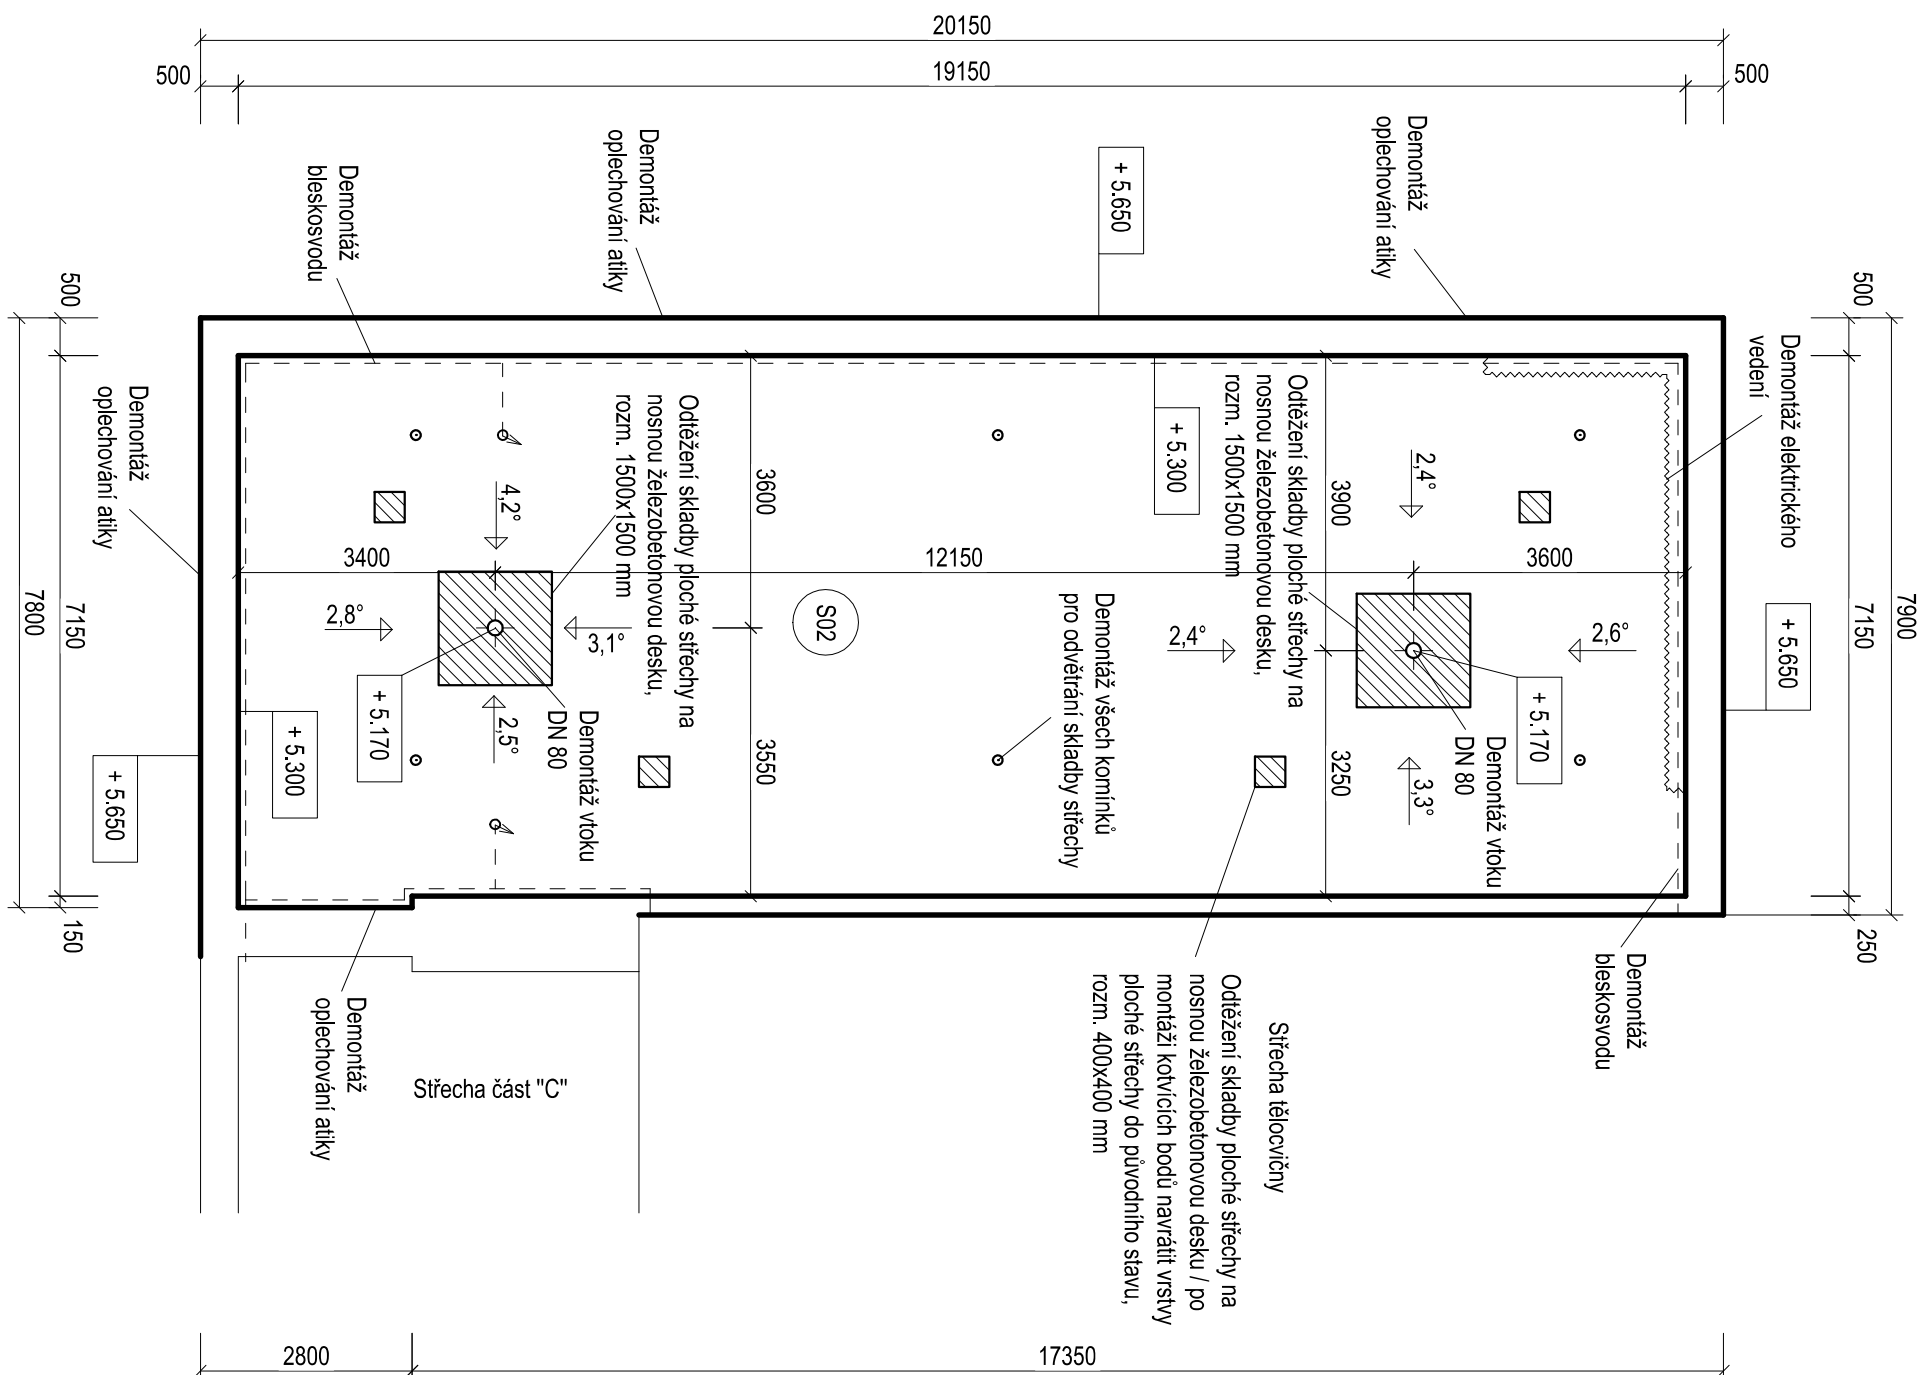 20150
500
19150
500
Demontáž
oplechování atiky
Demontáž
oplechování atiky
+ 5.650
Demontáž
bleskosvodu
500
500
7900
7150
Demontáž elektrického
vedení
+ 5.650
Demontáž
oplechování atiky
Odtěžení skladby ploché střechy na
nosnou železobetonovou desku,
rozm. 1500x1500 mm
3600
+ 5.300
Odtěžení skladby ploché střechy na
nosnou železobetonovou desku,
rozm. 1500x1500 mm
3900
2,4°
4,2°
3400
12150
3600
2,8°
3,1°
S02
2,4°
2,6°
Demontáž všech komínků
pro odvětrání skladby střechy
+ 5.170
+ 5.170
Demontáž vtoku
DN 80
Demontáž vtoku
DN 80
2,5°
3,3°
3550
3250
+ 5.300
+ 5.650
7150
7800
150
250
Demontáž
bleskosvodu
Demontáž
oplechování atiky
Střecha část "C"
Střecha tělocvičny
Odtěžení skladby ploché střechy na
nosnou železobetonovou desku / po
montáži kotvících bodů navrátit vrstvy
ploché střechy do původního stavu,
rozm. 400x400 mm
2800
17350